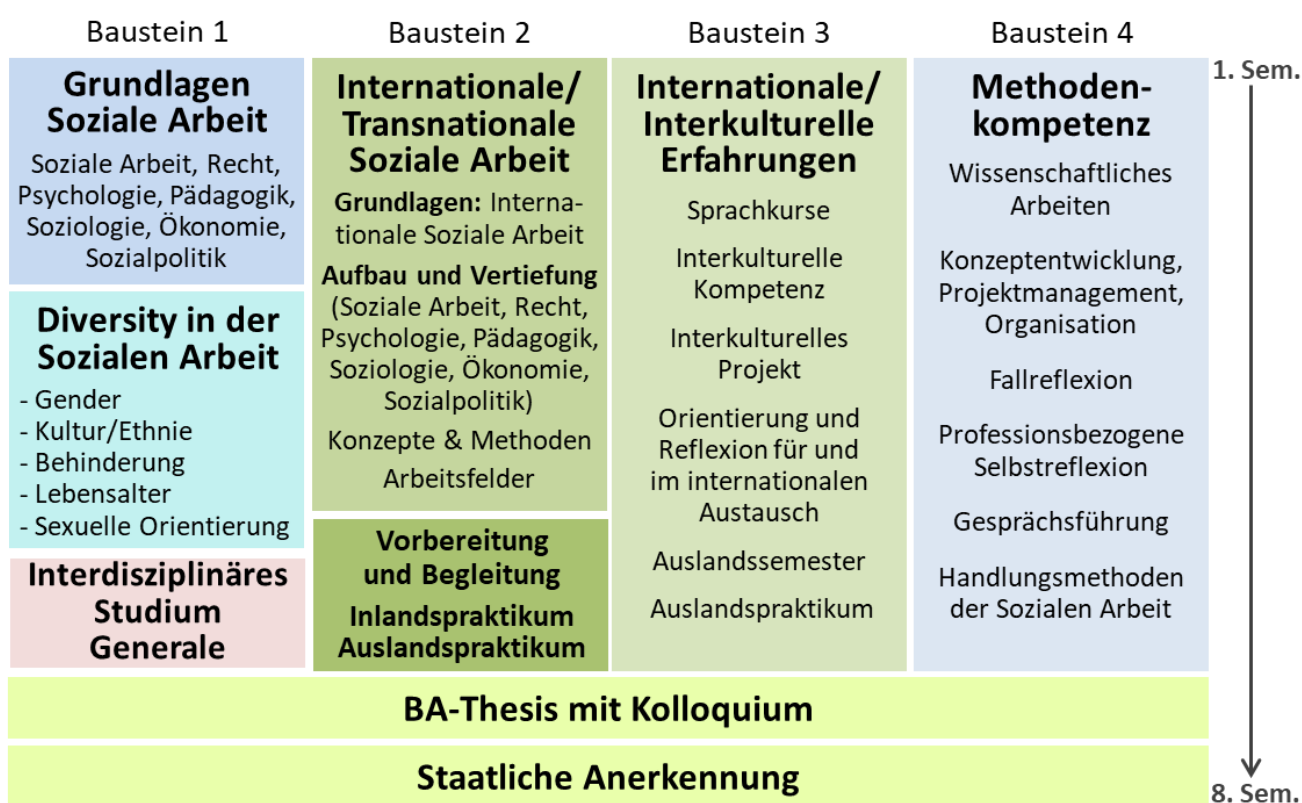 Baustein 1
Grundlagen
Soziale Arbeit
Soziale Arbeit, Recht,
Psychologie, Pädagogik,
Soziologie, Ökonomie,
Sozialpolitik
Diversity in der
Sozialen Arbeit
- Gender
- Kultur/Ethnie
- Behinderung
- Lebensalter
- Sexuelle Orientierung
Interdisziplinäres
Studium
Generale
Baustein 2
Internationale/
Transnationale
Soziale Arbeit
Grundlagen: Interna-
tionale Soziale Arbeit
Aufbau und Vertiefung
(Soziale Arbeit, Recht,
Psychologie, Pädagogik,
Soziologie, Ökonomie,
Sozialpolitik)
Konzepte & Methoden
Arbeitsfelder
Vorbereitung
und Begleitung
Inlandspraktikum
Auslandspraktikum
Baustein 3
Internationale/
Interkulturelle
Erfahrungen
Sprachkurse
Interkulturelle
Kompetenz
Interkulturelles
Projekt
Orientierung und
Reflexion für und
im internationalen
Austausch
Auslandssemester
Auslandspraktikum
Baustein 4
Methoden-
kompetenz
Wissenschaftliches
Arbeiten
Konzeptentwicklung,
Projektmanagement,
Organisation
Fallreflexion
Professionsbezogene
Selbstreflexion
Gesprächsführung
Handlungsmethoden
der Sozialen Arbeit
1. Sem.
BA-Thesis mit Kolloquium
Staatliche Anerkennung
8. Sem.